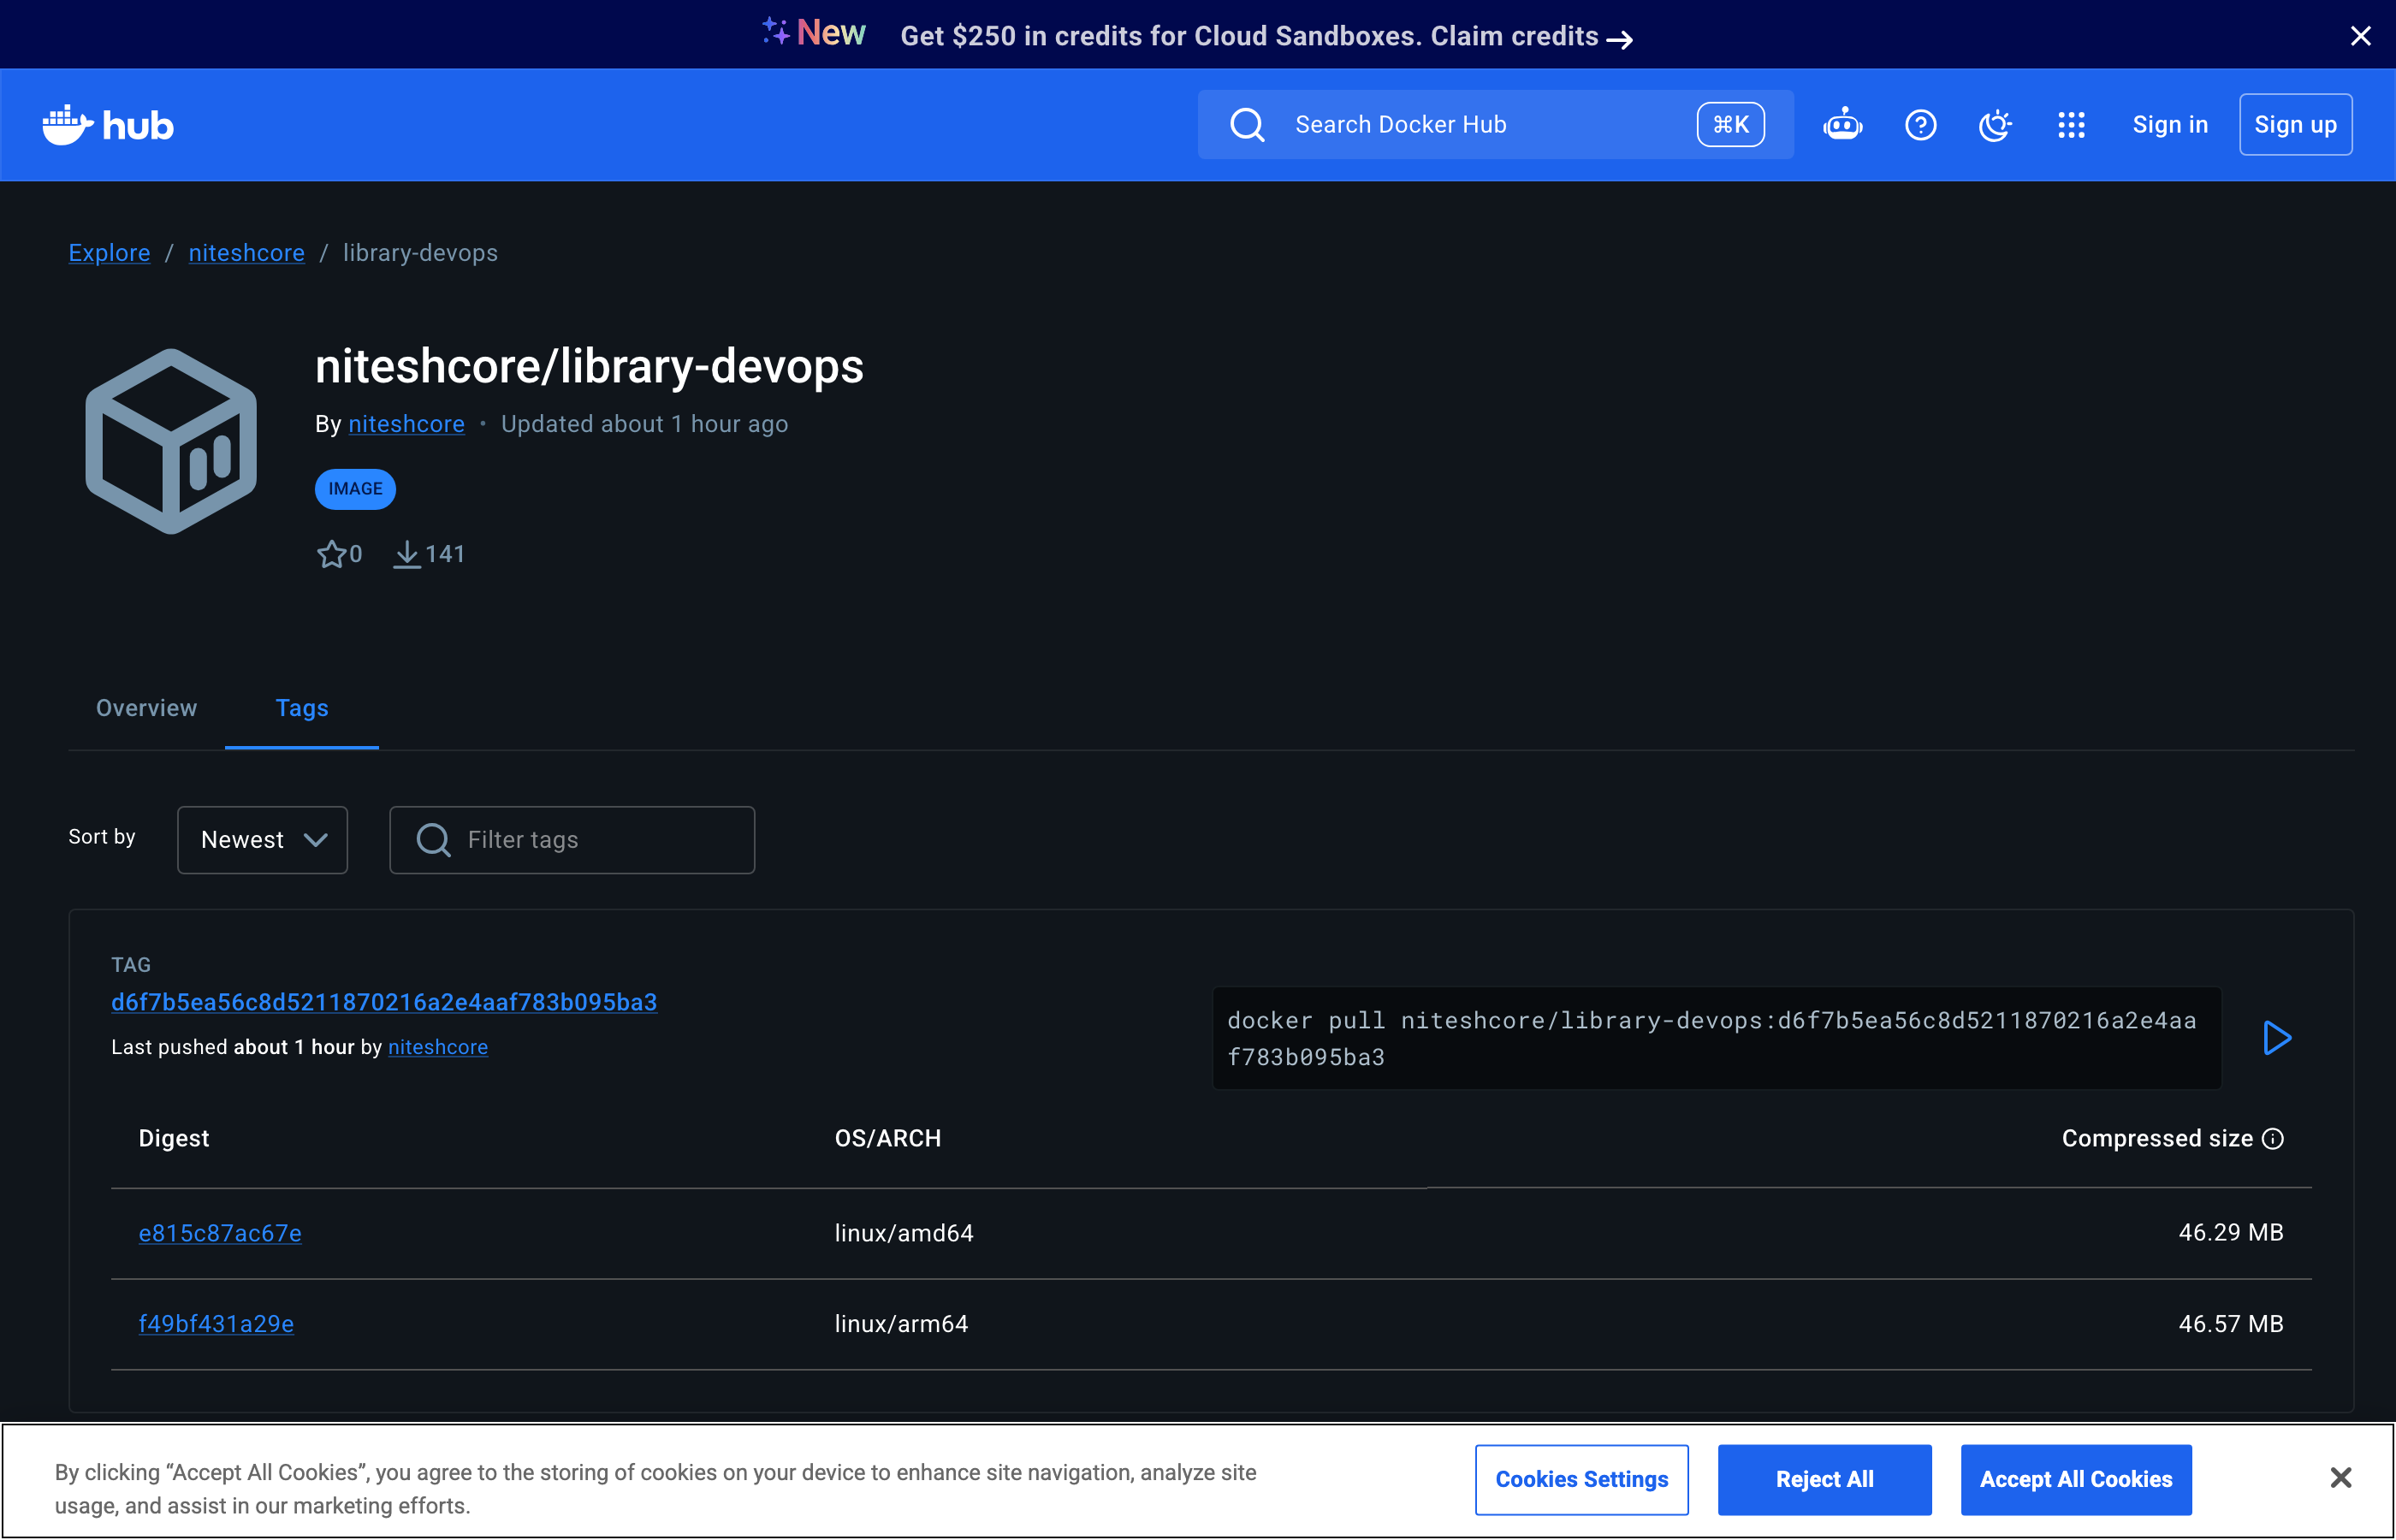 New Get $250 in credits for Cloud Sandboxes. Claim credits →
hub Search Docker Hub ⌘K Sign in Sign up
Explore / niteshcore / library-devops
niteshcore/library-devops
By niteshcore • Updated about 1 hour ago
IMAGE
0 141
Overview Tags
Sort by Newest Filter tags
TAG
d6f7b5ea56c8d5211870216a2e4aaf783b095ba3
Last pushed about 1 hour by niteshcore
docker pull niteshcore/library-devops:d6f7b5ea56c8d5211870216a2e4aa
f783b095ba3
Digest OS/ARCH Compressed size
e815c87ac67e linux/amd64 46.29 MB
f49bf431a29e linux/arm64 46.57 MB
By clicking “Accept All Cookies”, you agree to the storing of cookies on your device to enhance site navigation, analyze site
usage, and assist in our marketing efforts.
Cookies Settings Reject All Accept All Cookies